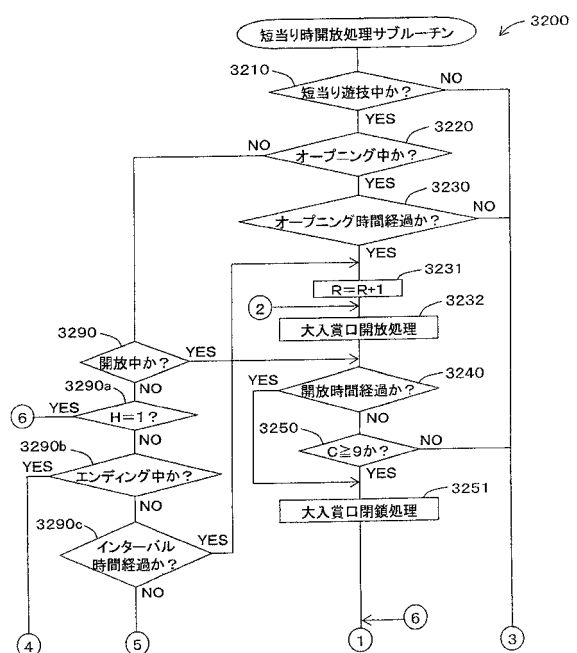 短当り時開放処理サブルーチン
3200
3210
短当り遊技中か?
NO
YES
3220
オープニング中か?
NO
YES
3230
オープニング時間経過か?
NO
YES
3231
R=R+1
②
3232
大入賞口開放処理
3290
開放中か?
YES
NO
3240
開放時間経過か?
YES
NO
3290a
H=1?
YES
⑥
NO
3250
C≧9か?
NO
YES
3290b
エンディング中か?
YES
NO
3251
大入賞口閉鎖処理
3290c
インターバル
時間経過か?
YES
NO
⑥
④
⑤
①
③